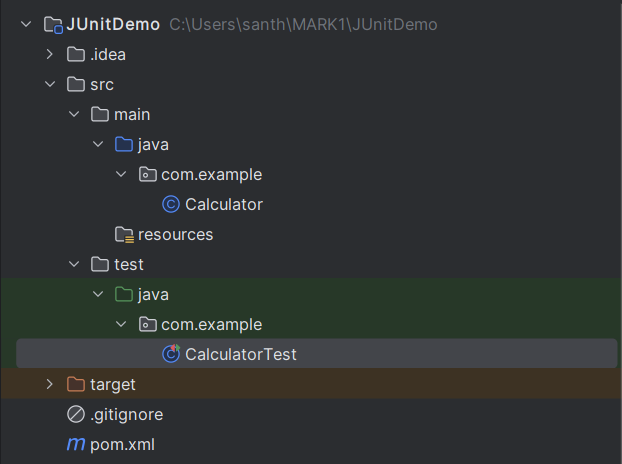 JUnitDemo C:\Users\santh\MARK1\JUnitDemo
.idea
src
main
java
com.example
Calculator
resources
test
java
com.example
CalculatorTest
target
.gitignore
pom.xml